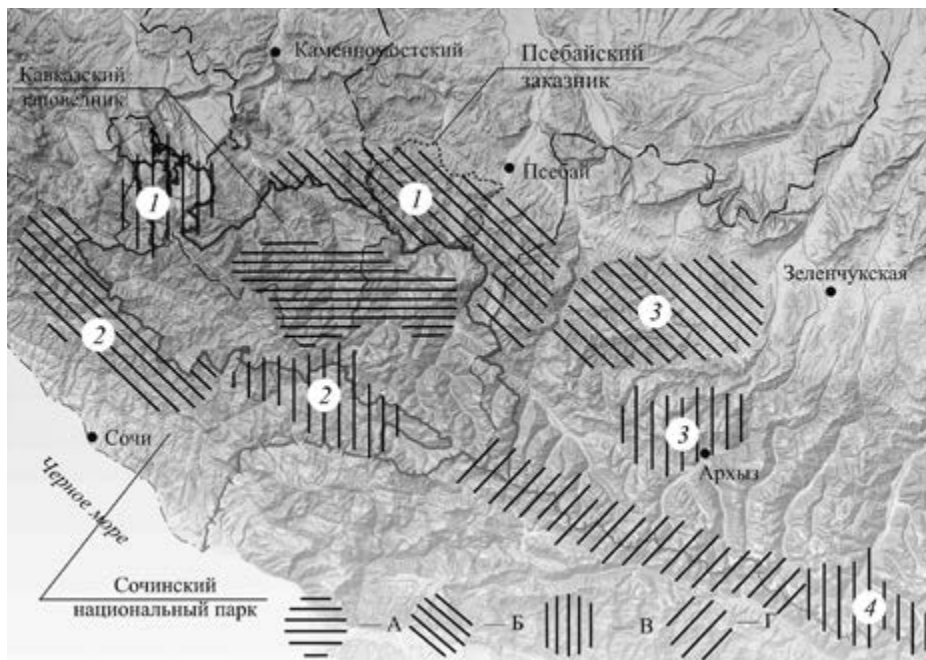 Каменномостский
Псебайский
заказник
Кавказский
заповедник
Псебай
1
1
Зеленчукская
3
2
2
3
Сочи
Архыз
Черное море
Сочинский
национальный парк
4
А
Б
В
Г